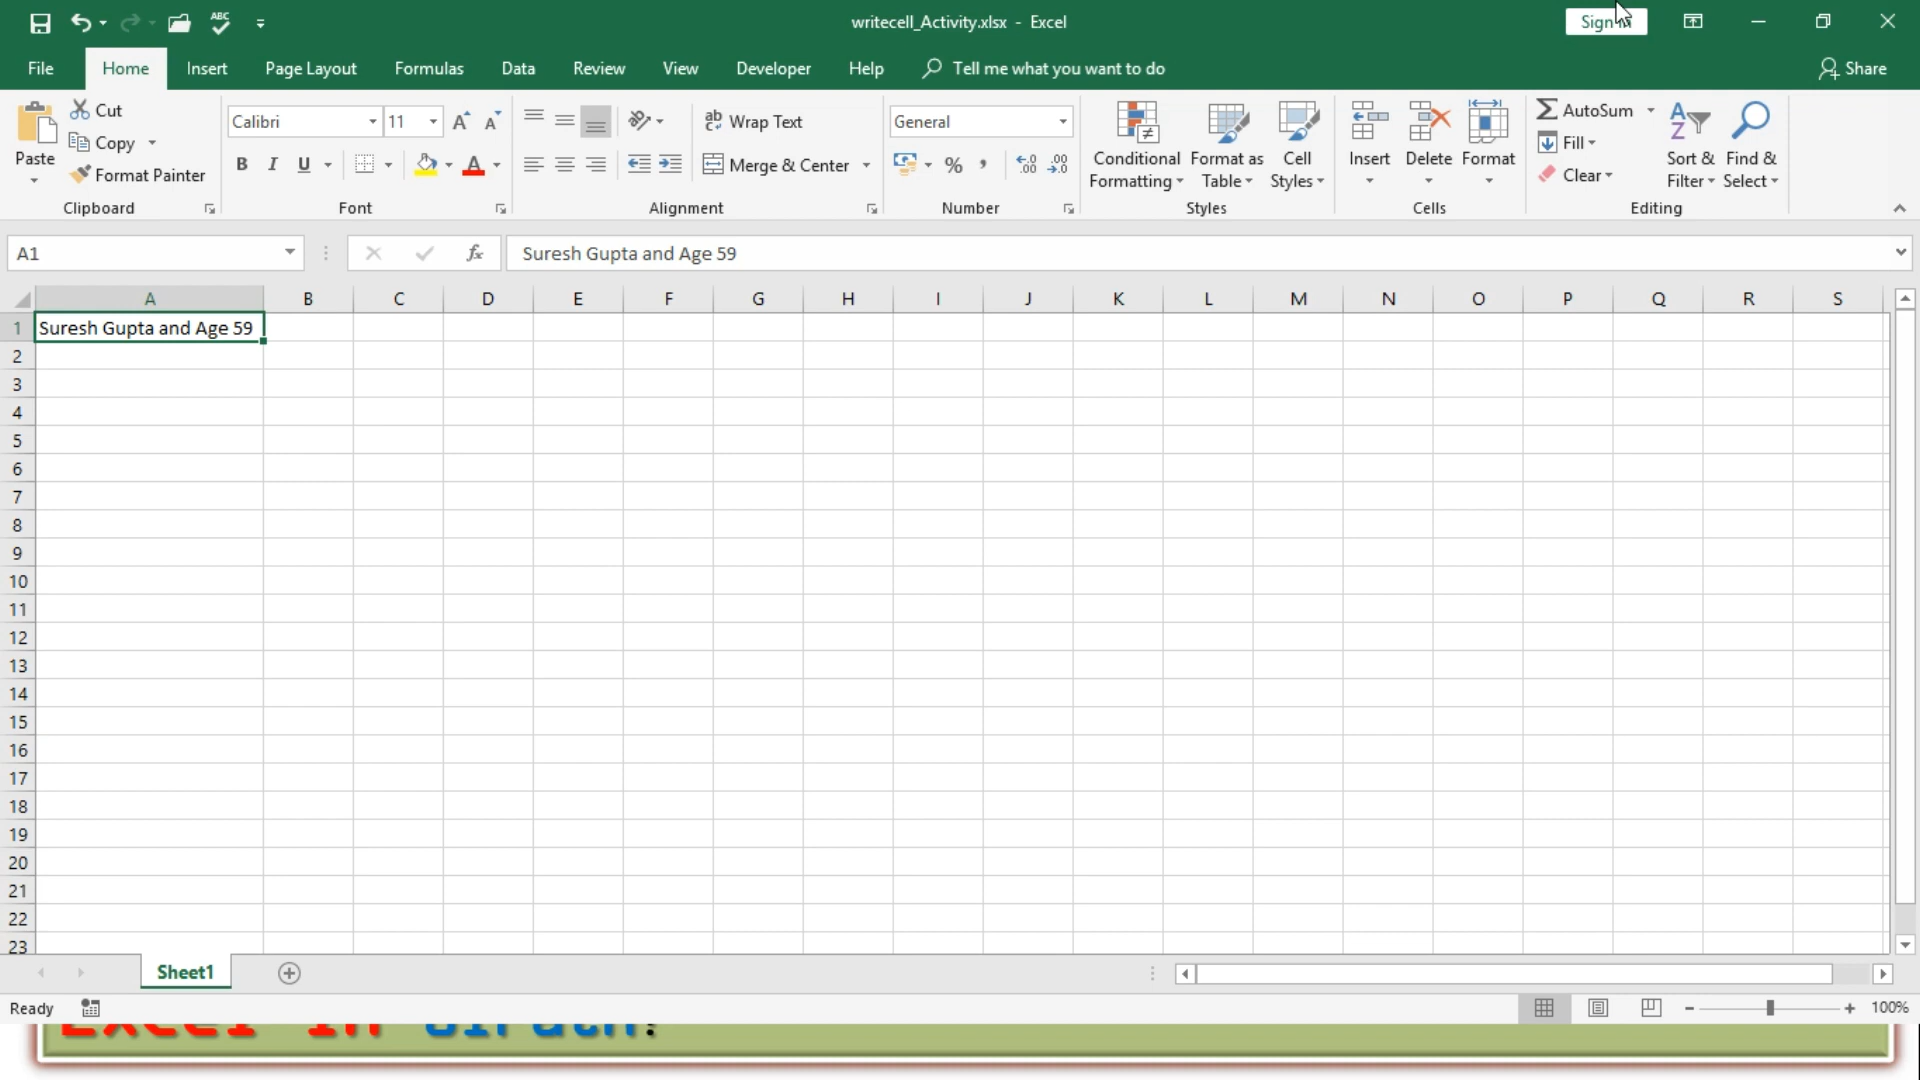 writecell_Activity.xlsx - Excel
Sign in
File Home Insert Page Layout Formulas Data Review View Developer Help Tell me what you want to do Share
Paste
Cut
Copy
Format Painter
Clipboard
Calibri 11
B I U
Font
Wrap Text
Merge & Center
Alignment
General
Number
Conditional Formatting
Format as Table
Cell Styles
Styles
Insert Delete Format
Cells
AutoSum
Fill
Clear
Sort & Filter
Find & Select
Editing
A1 fx Suresh Gupta and Age 59
A B C D E F G H I J K L M N O P Q R S
1 Suresh Gupta and Age 59
2
3
4
5
6
7
8
9
10
11
12
13
14
15
16
17
18
19
20
21
22
23
Sheet1
Ready 100%
Excel in UiPath?